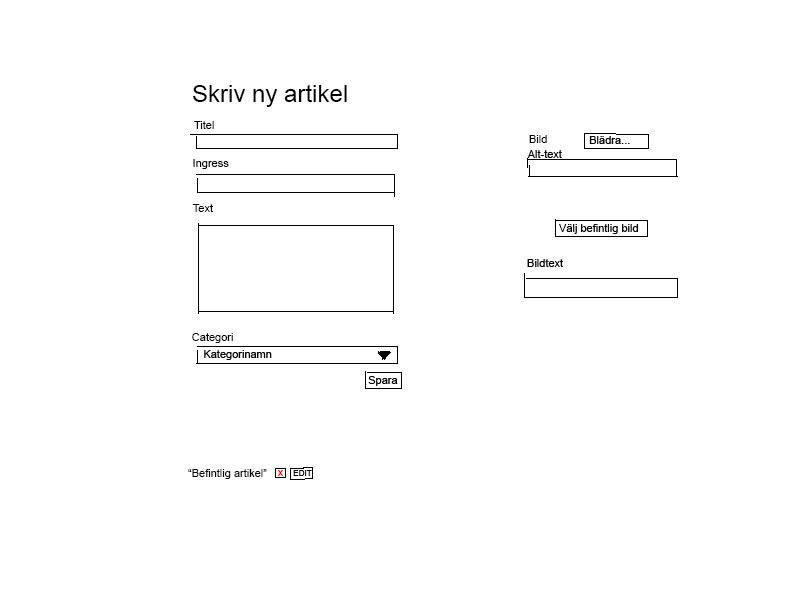 Skriv ny artikel
Titel
Ingress
Text
Categori
Kategorinamn
Spara
Bild
Blädra...
Alt-text
Välj befintlig bild
Bildtext
“Befintlig artikel”
X
EDIT